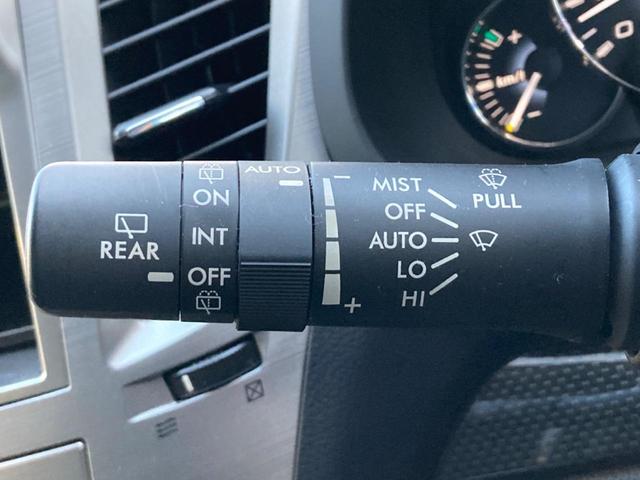 REAR
ON
INT
OFF
AUTO
−
+
MIST
OFF
AUTO
LO
HI
PULL
+
km/L
−